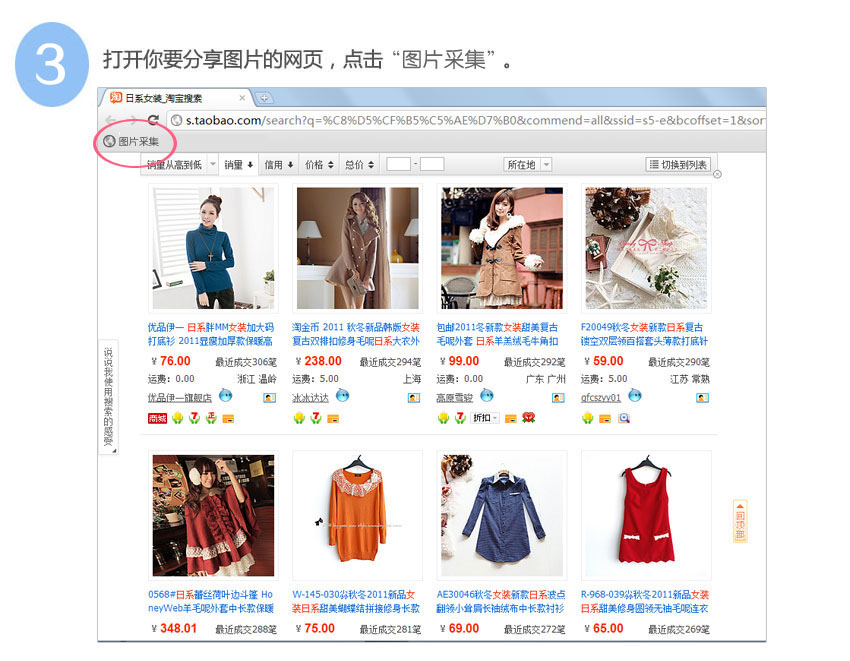 3
打开你要分享图片的网页，点击“图片采集”。
日系女装_淘宝搜索
s.taobao.com/search?q=%C8%D5%CF%B5%C5%AE%D7%B0&commend=all&ssid=s5-e&bcoffset=1&sor
图片采集
销量从高到低 销量 信用 价格 总价 - 所在地 切换到列表
优品伊一 日系胖MM女装加大码
打底衫 2011显瘦加厚款保暖高
¥ 76.00 最近成交306笔
运费：0.00 浙江 温岭
优品伊一旗舰店
商城
淘金币 2011 秋冬新品韩版女装
复古双排扣修身毛呢日系大衣外
¥ 238.00 最近成交294笔
运费：5.00 上海
冰冰达达
包邮2011冬新款女装甜美复古
毛呢外套 日系羊羔绒毛牛角扣
¥ 99.00 最近成交292笔
运费：0.00 广东 广州
高原雪骏
折扣
F20049秋冬女装新款日系复古
镂空双层领百搭套头薄款打底针
¥ 59.00 最近成交290笔
运费：5.00 江苏 常熟
qfcszvv01
说说我使用搜索的感受
0568#日系蕾丝荷叶边斗篷 Ho
neyWeb羊毛呢外套中长款保暖
¥ 348.01 最近成交288笔
W-145-030淼秋冬2011新品女
装日系甜美蝴蝶结拼接修身长款
¥ 75.00 最近成交281笔
AE30046秋冬女装新款日系波点
翻领小耸肩长袖绒布中长款衬衫
¥ 69.00 最近成交272笔
R-968-039淼秋冬2011新品女装
日系甜美修身圆领无袖毛呢连衣
¥ 65.00 最近成交269笔
回顶部